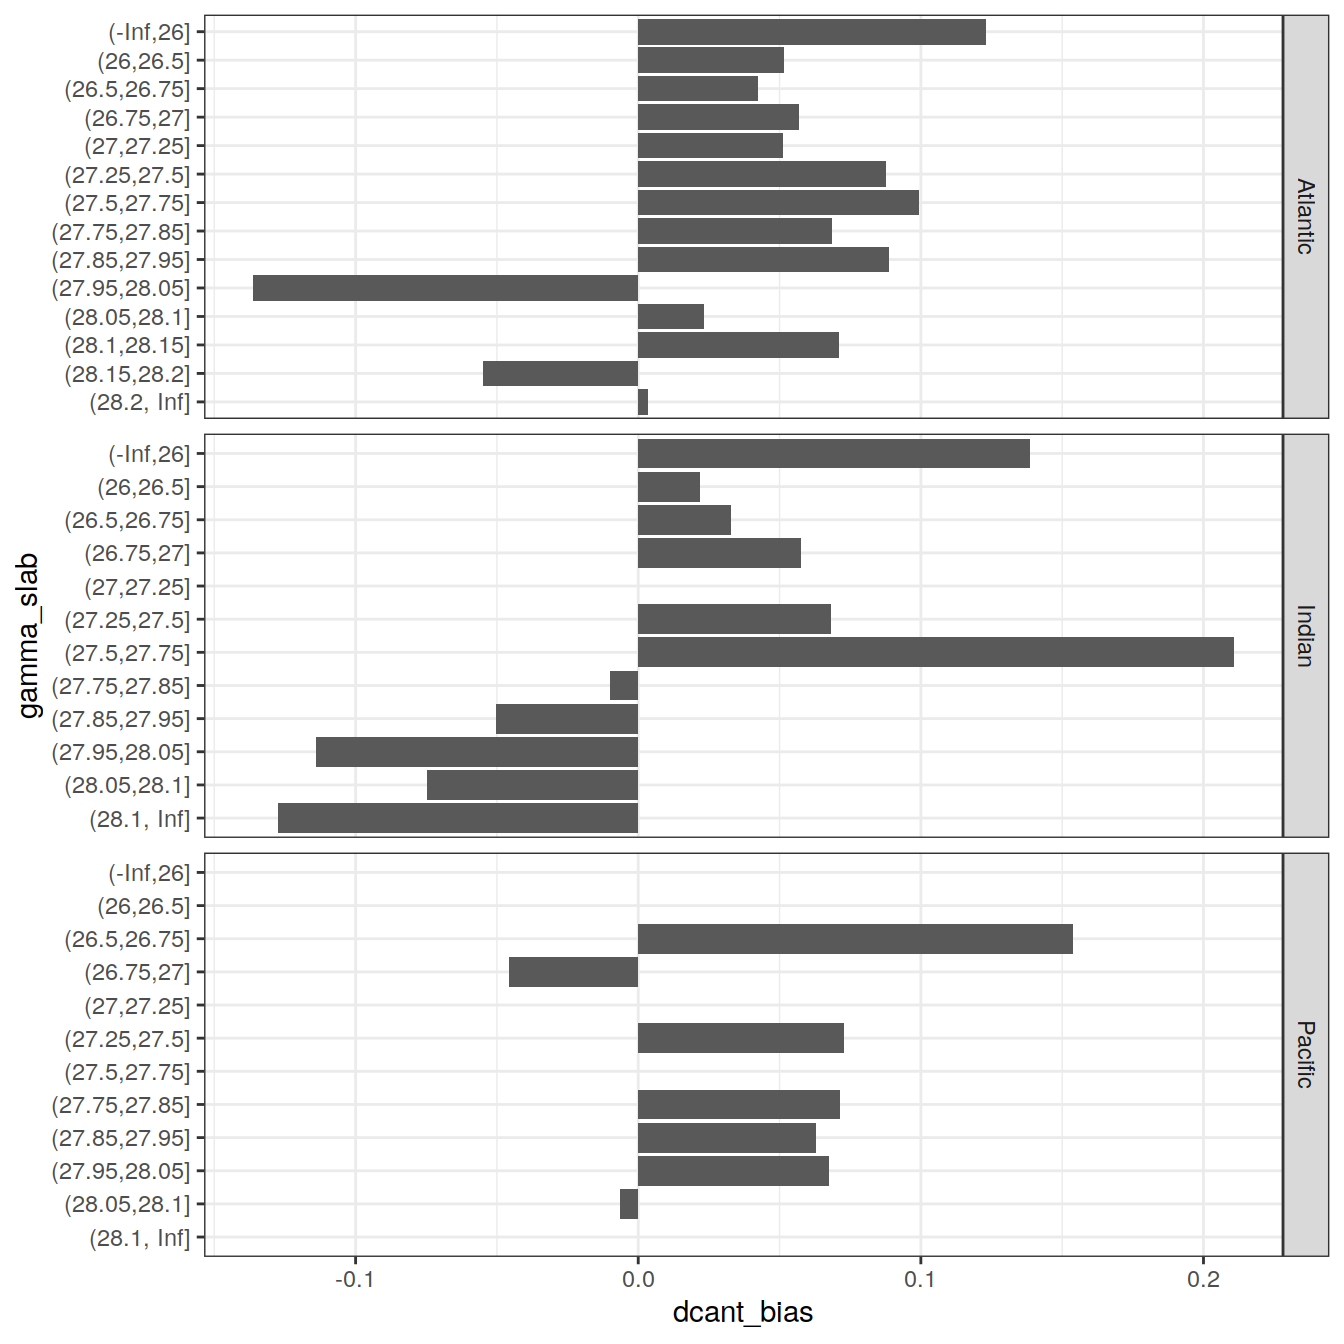 (-Inf,26]
(26,26.5]
(26.5,26.75]
(26.75,27]
(27,27.25]
(27.25,27.5]
(27.5,27.75]
(27.75,27.85]
(27.85,27.95]
(27.95,28.05]
(28.05,28.1]
(28.1,28.15]
(28.15,28.2]
(28.2, Inf]
Atlantic
(-Inf,26]
(26,26.5]
(26.5,26.75]
(26.75,27]
(27,27.25]
(27.25,27.5]
(27.5,27.75]
(27.75,27.85]
(27.85,27.95]
(27.95,28.05]
(28.05,28.1]
(28.1, Inf]
Indian
gamma_slab
(-Inf,26]
(26,26.5]
(26.5,26.75]
(26.75,27]
(27,27.25]
(27.25,27.5]
(27.5,27.75]
(27.75,27.85]
(27.85,27.95]
(27.95,28.05]
(28.05,28.1]
(28.1, Inf]
Pacific
-0.1 0.0 0.1 0.2
dcant_bias